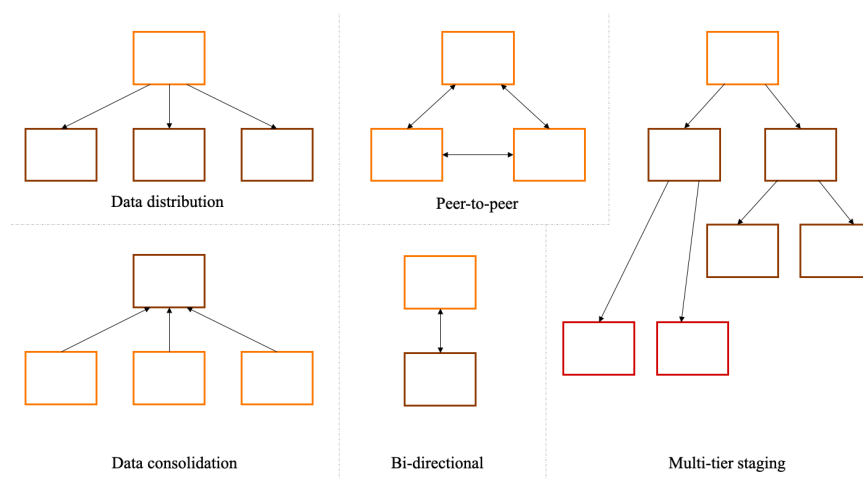 Data distribution
Peer-to-peer
Data consolidation
Bi-directional
Multi-tier staging